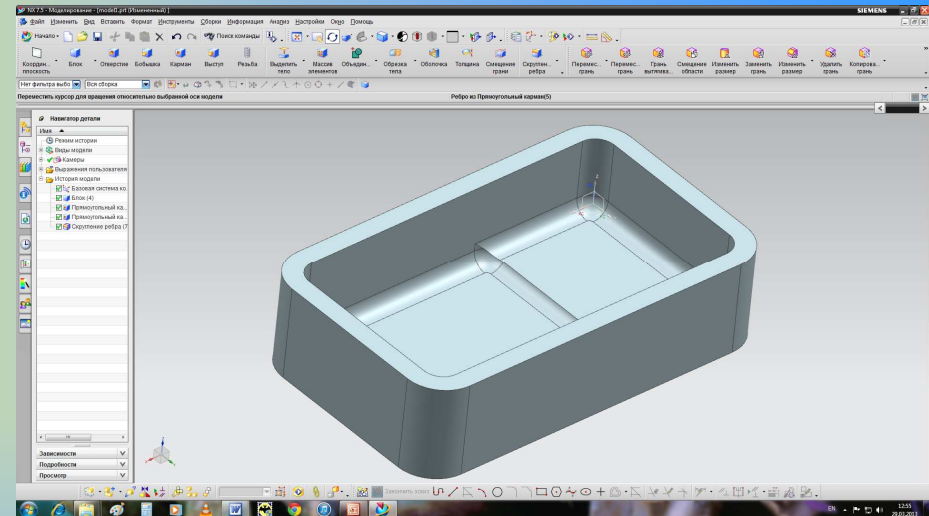 NX 7.5 - Моделирование - [model1.prt (Измененный) ]
SIEMENS
Файл Изменить Вид Вставить Формат Инструменты Сборки Информация Анализ Настройки Окно Помощь
Начало Поиск команды
Координ... плоскость
Блок
Отверстие
Бобышка
Карман
Выступ
Резьба
Выделить тело
Массив элементов
Объедин...
Обрезка тела
Оболочка
Толщина
Смещение грани
Скруглен... ребра
Перемес... грань
Перемес... грань
Грань вытягива...
Смещение области
Изменить размер
Заменить грань
Изменить размер
Удалить грань
Копирова... грань
Нет фильтра выбо
Вся сборка
Переместить курсор для вращения относительно выбранной оси модели
Ребро из Прямоугольный карман(5)
Навигатор детали
Имя
Режим истории
Виды модели
Камеры
Выражения пользователя
История модели
Базовая система ко
Блок (4)
Прямоугольный ка...
Прямоугольный ка...
Скругление ребра (7
Зависимости
Подробности
Просмотр
EN
12:55
29.03.2013